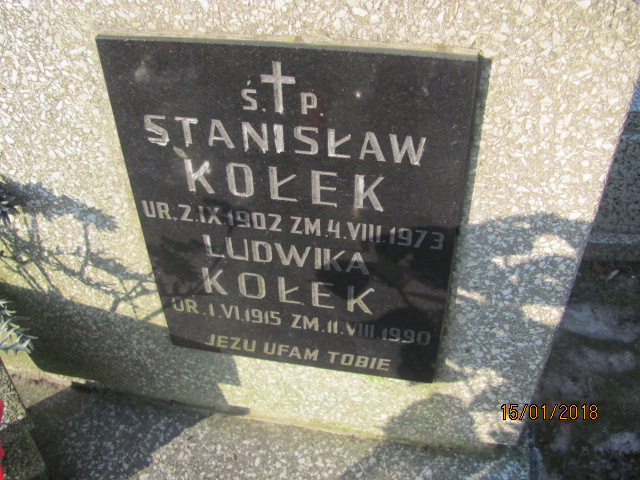 Ś. P.
STANISŁAW
KOŁEK
UR. 2.IX.1902 ZM. 4.VIII.1973
LUDWIKA
KOŁEK
UR. 1.VI.1915 ZM. 11.VIII.1990
JEZU UFAM TOBIE
15/01/2018